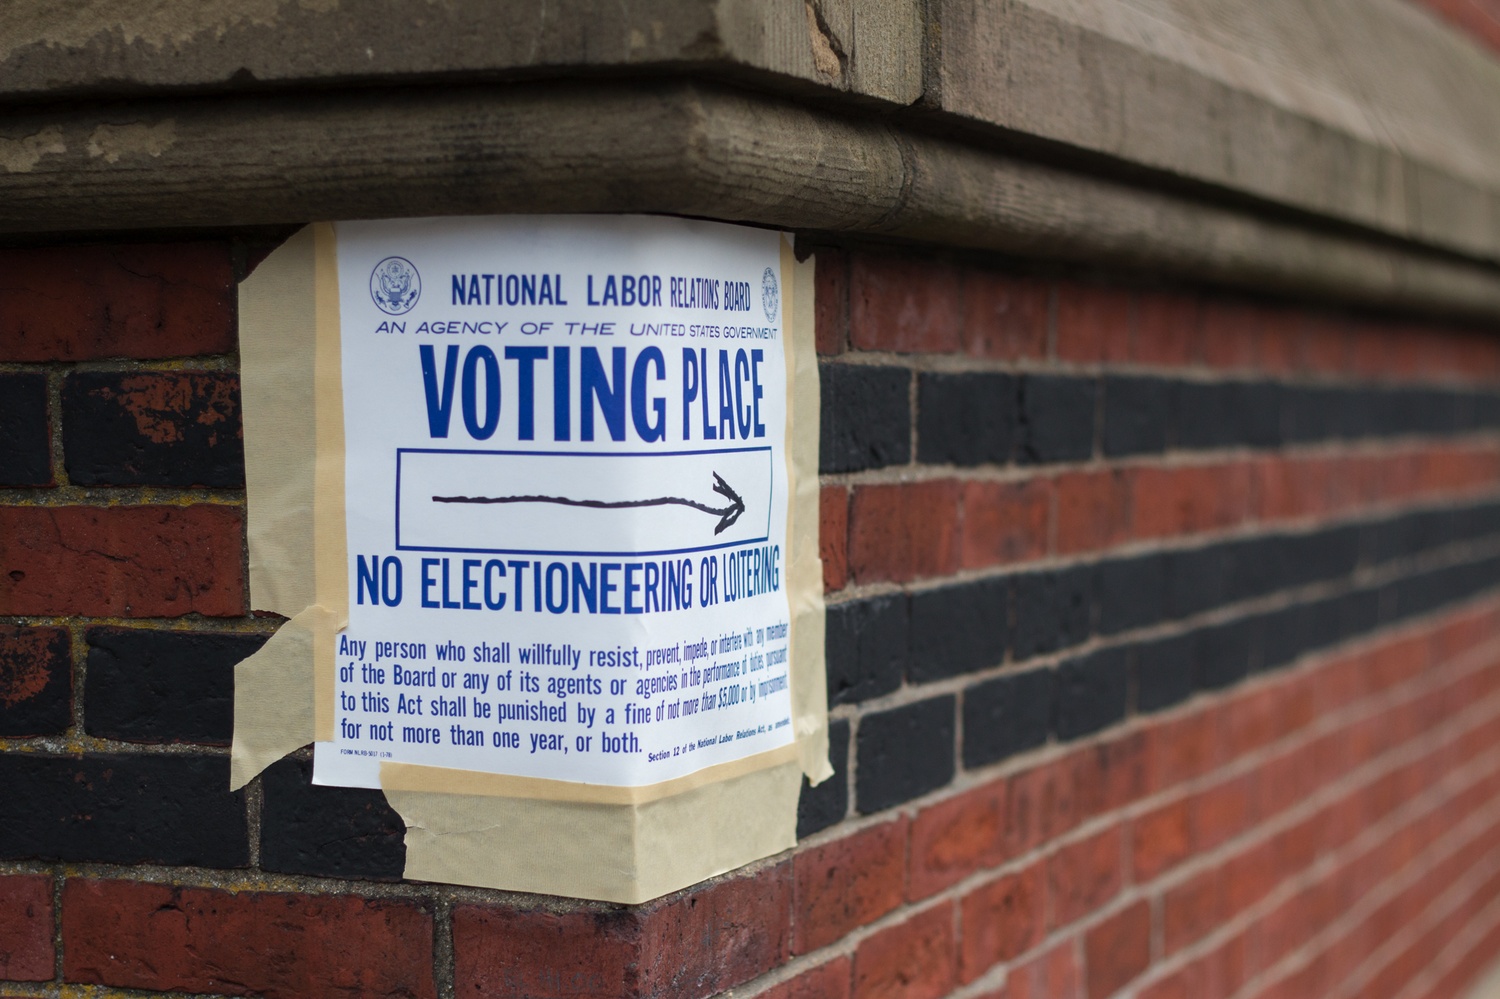 NATIONAL LABOR RELATIONS BOARD
AN AGENCY OF THE UNITED STATES GOVERNMENT
VOTING PLACE
NO ELECTIONEERING OR LOITERING
Any person who shall willfully resist, prevent, impede, or interfere with any member
of the Board or any of its agents or agencies in the performance of duties pursuant
to this Act shall be punished by a fine of not more than $5,000 or by imprisonment
for not more than one year, or both.
Section 12 of the National Labor Relations Act, as amended.
FORM NLRB-5017 (1-78)